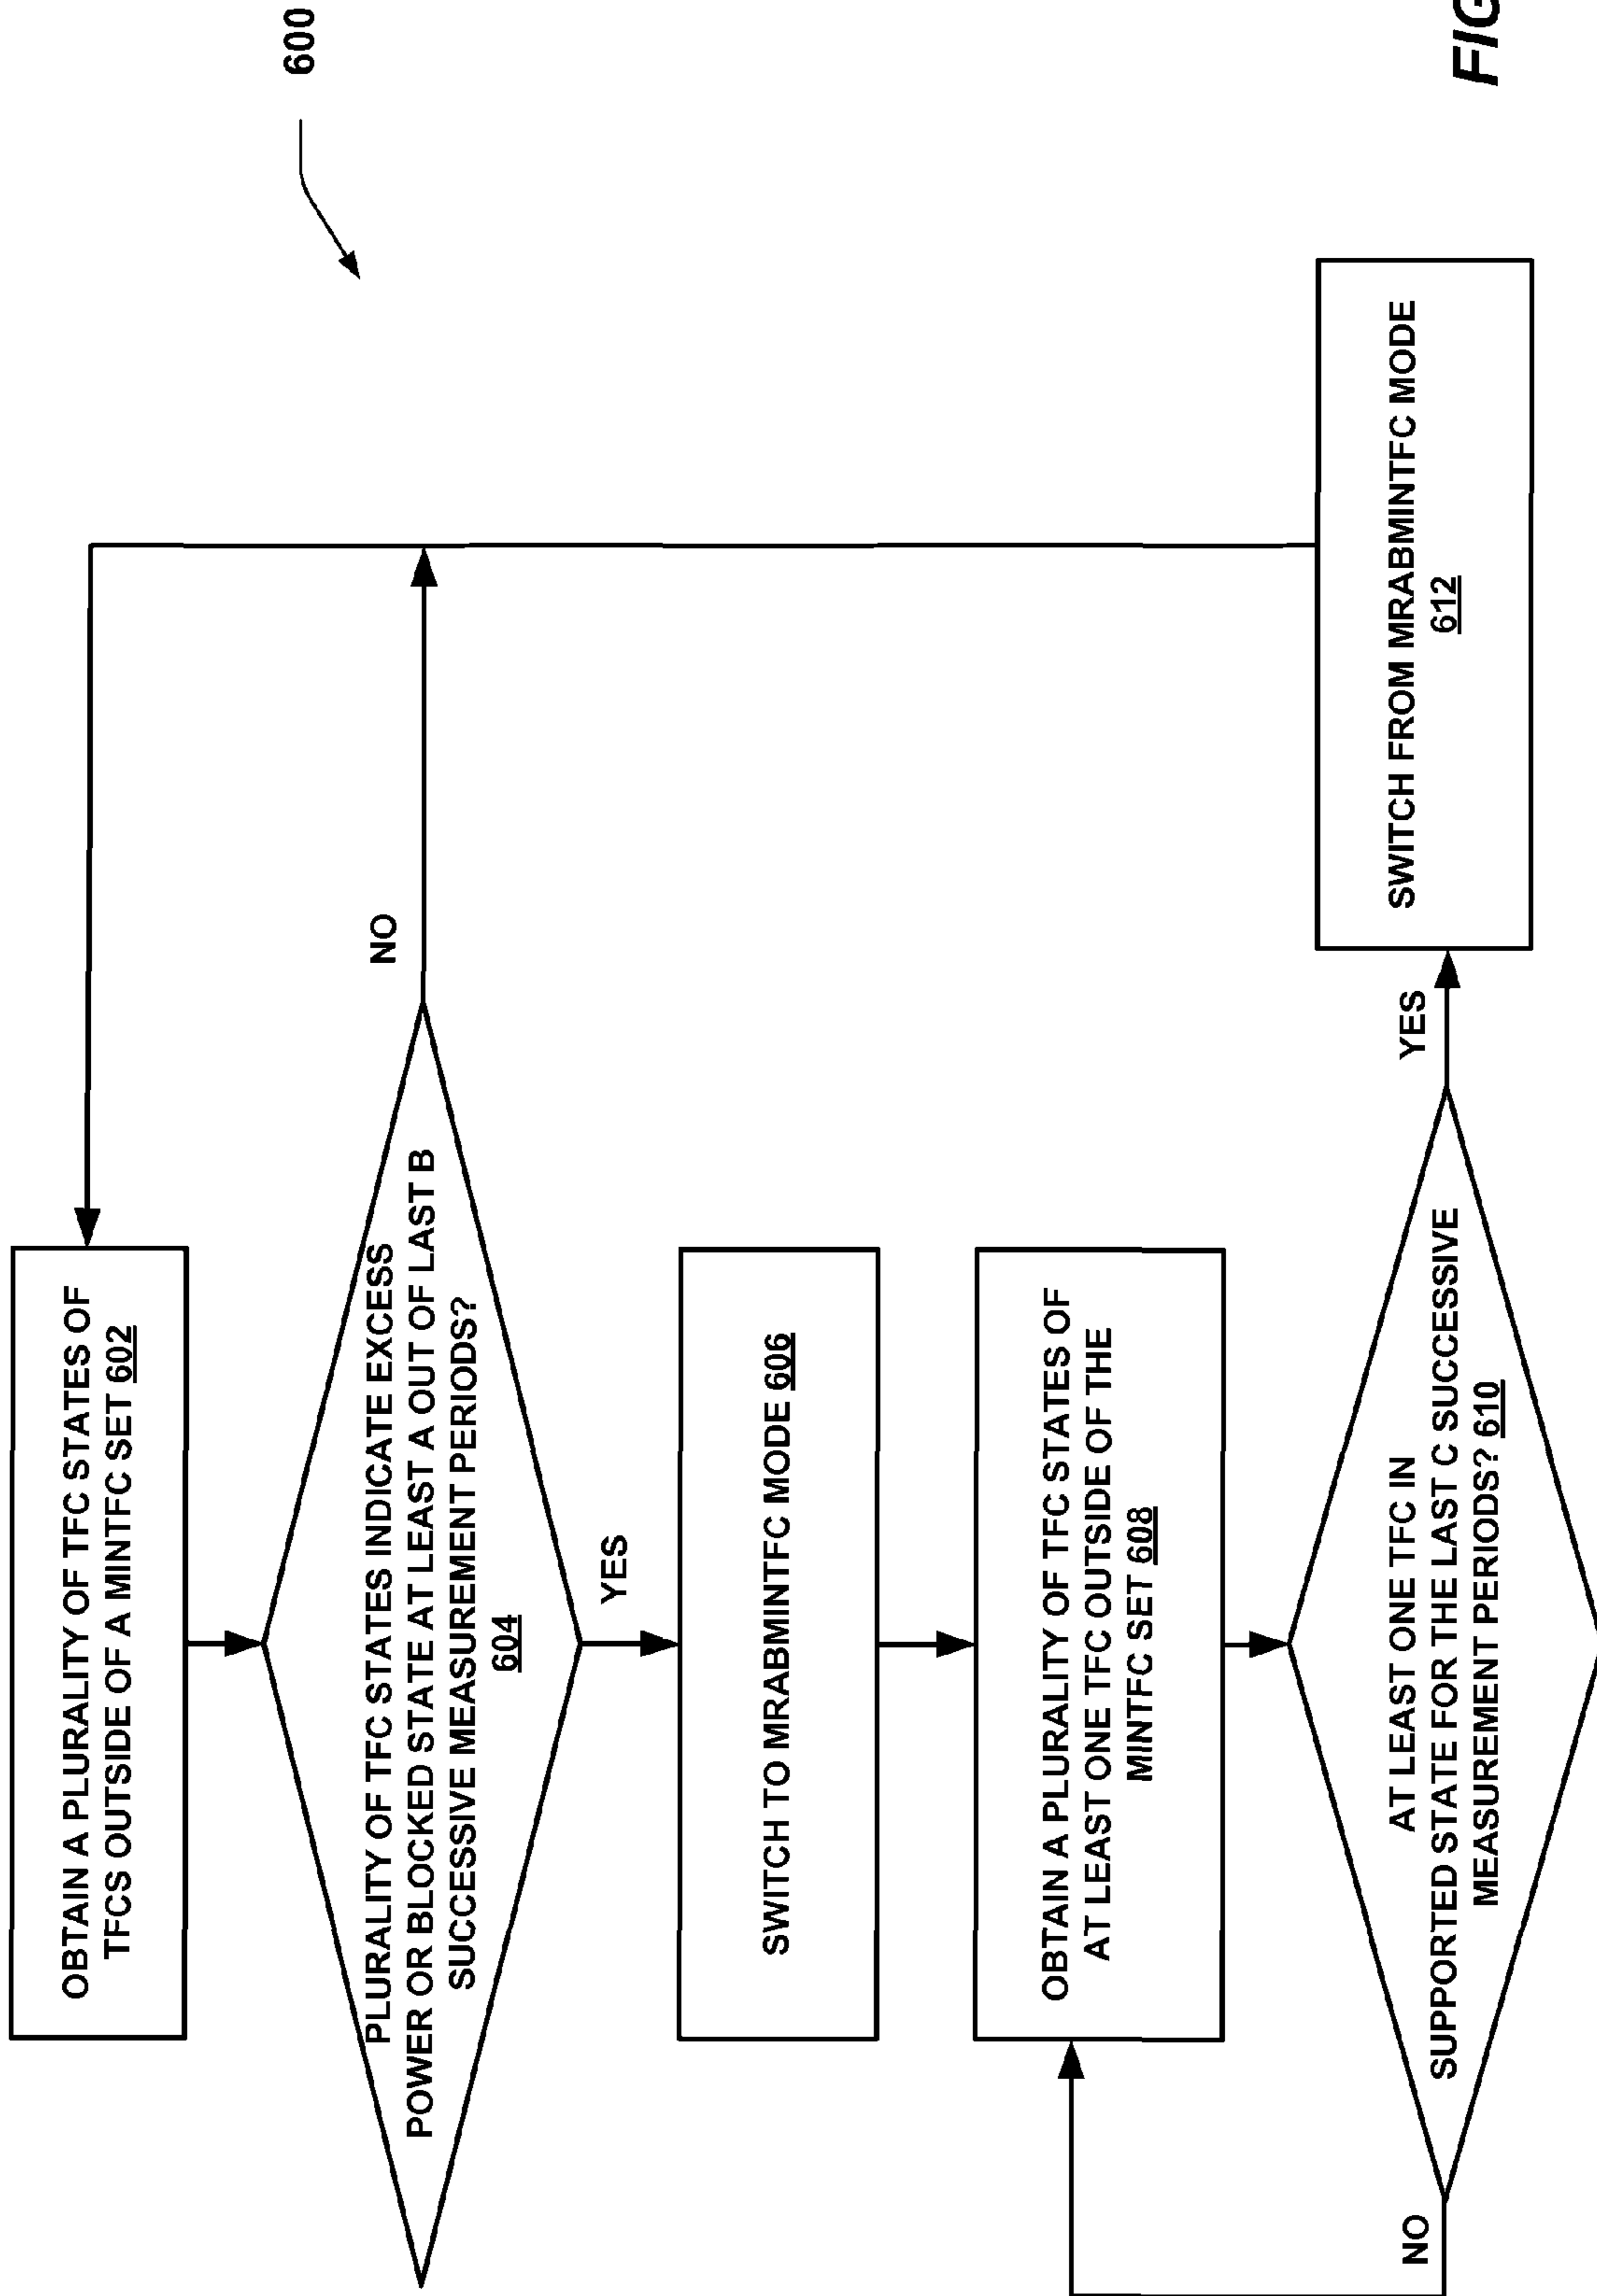 600
OBTAIN A PLURALITY OF TFC STATES OF
TFCS OUTSIDE OF A MINTFC SET 602
PLURALITY OF TFC STATES INDICATE EXCESS
POWER OR BLOCKED STATE AT LEAST A OUT OF LAST B
SUCCESSIVE MEASUREMENT PERIODS?
604
NO
YES
SWITCH TO MRABMINTFC MODE 606
OBTAIN A PLURALITY OF TFC STATES OF
AT LEAST ONE TFC OUTSIDE OF THE
MINTFC SET 608
AT LEAST ONE TFC IN
SUPPORTED STATE FOR THE LAST C SUCCESSIVE
MEASUREMENT PERIODS? 610
NO
YES
SWITCH FROM MRABMINTFC MODE
612
FIG